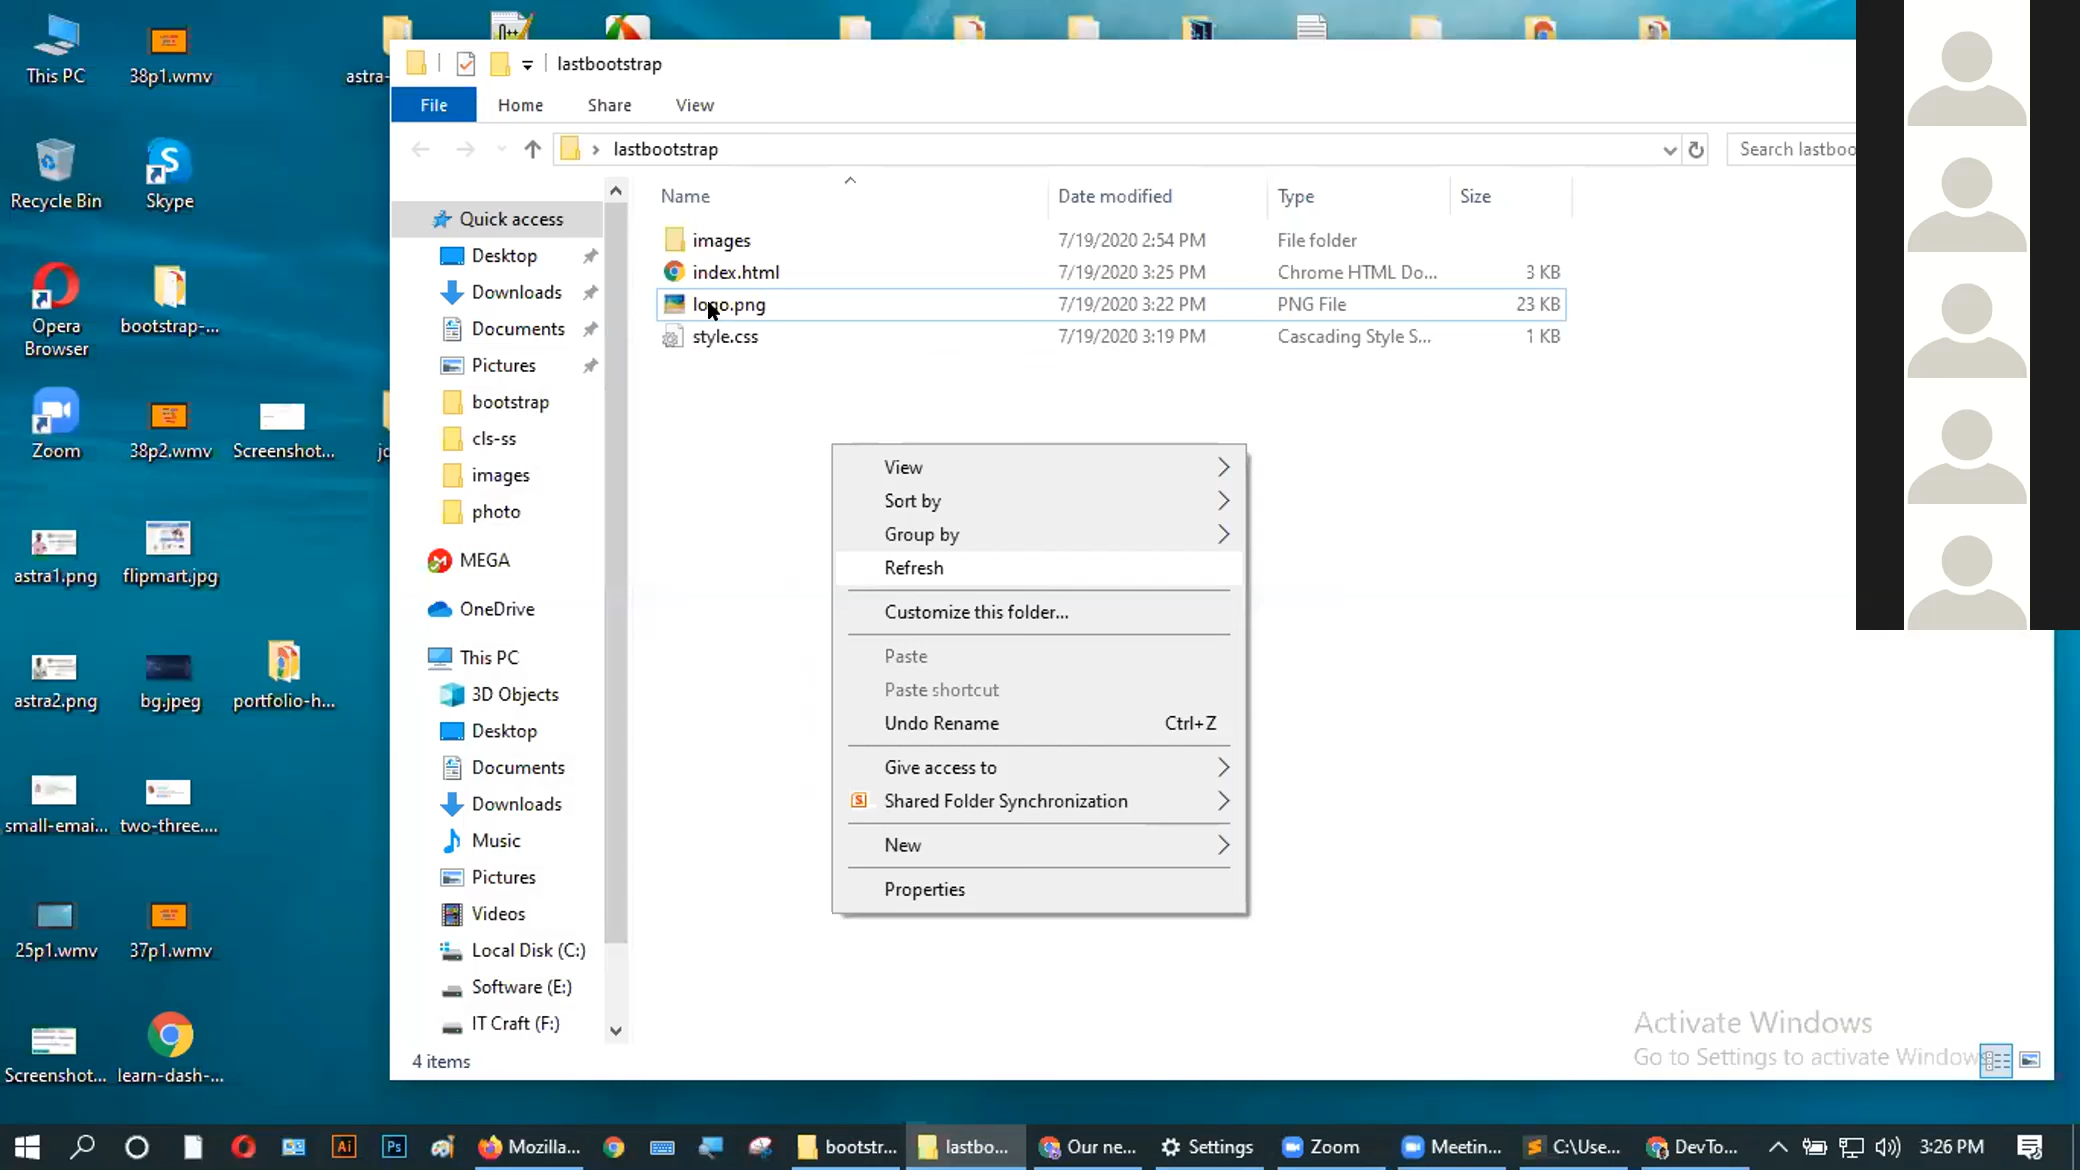 This PC
38p1.wmv
astra-
lastbootstrap
File
Home
Share
View
lastbootstrap
Search lastboo
Name
Date modified
Type
Size
images
7/19/2020 2:54 PM
File folder
index.html
7/19/2020 3:25 PM
Chrome HTML Do...
3 KB
logo.png
7/19/2020 3:22 PM
PNG File
23 KB
style.css
7/19/2020 3:19 PM
Cascading Style S...
1 KB
Recycle Bin
Skype
Opera
Browser
bootstrap-...
Zoom
38p2.wmv
Screenshot...
jo
astra1.png
flipmart.jpg
astra2.png
bg.jpeg
portfolio-h...
small-emai...
two-three....
25p1.wmv
37p1.wmv
Screenshot...
learn-dash-...
Quick access
Desktop
Downloads
Documents
Pictures
bootstrap
cls-ss
images
photo
MEGA
OneDrive
This PC
3D Objects
Desktop
Documents
Downloads
Music
Pictures
Videos
Local Disk (C:)
Software (E:)
IT Craft (F:)
4 items
View
Sort by
Group by
Refresh
Customize this folder...
Paste
Paste shortcut
Undo Rename Ctrl+Z
Give access to
Shared Folder Synchronization
New
Properties
Activate Windows
Go to Settings to activate Windows
Ai
Ps
Mozilla...
bootstr...
lastbo...
Our ne...
Settings
Zoom
Meetin...
C:\Use...
DevTo...
3:26 PM